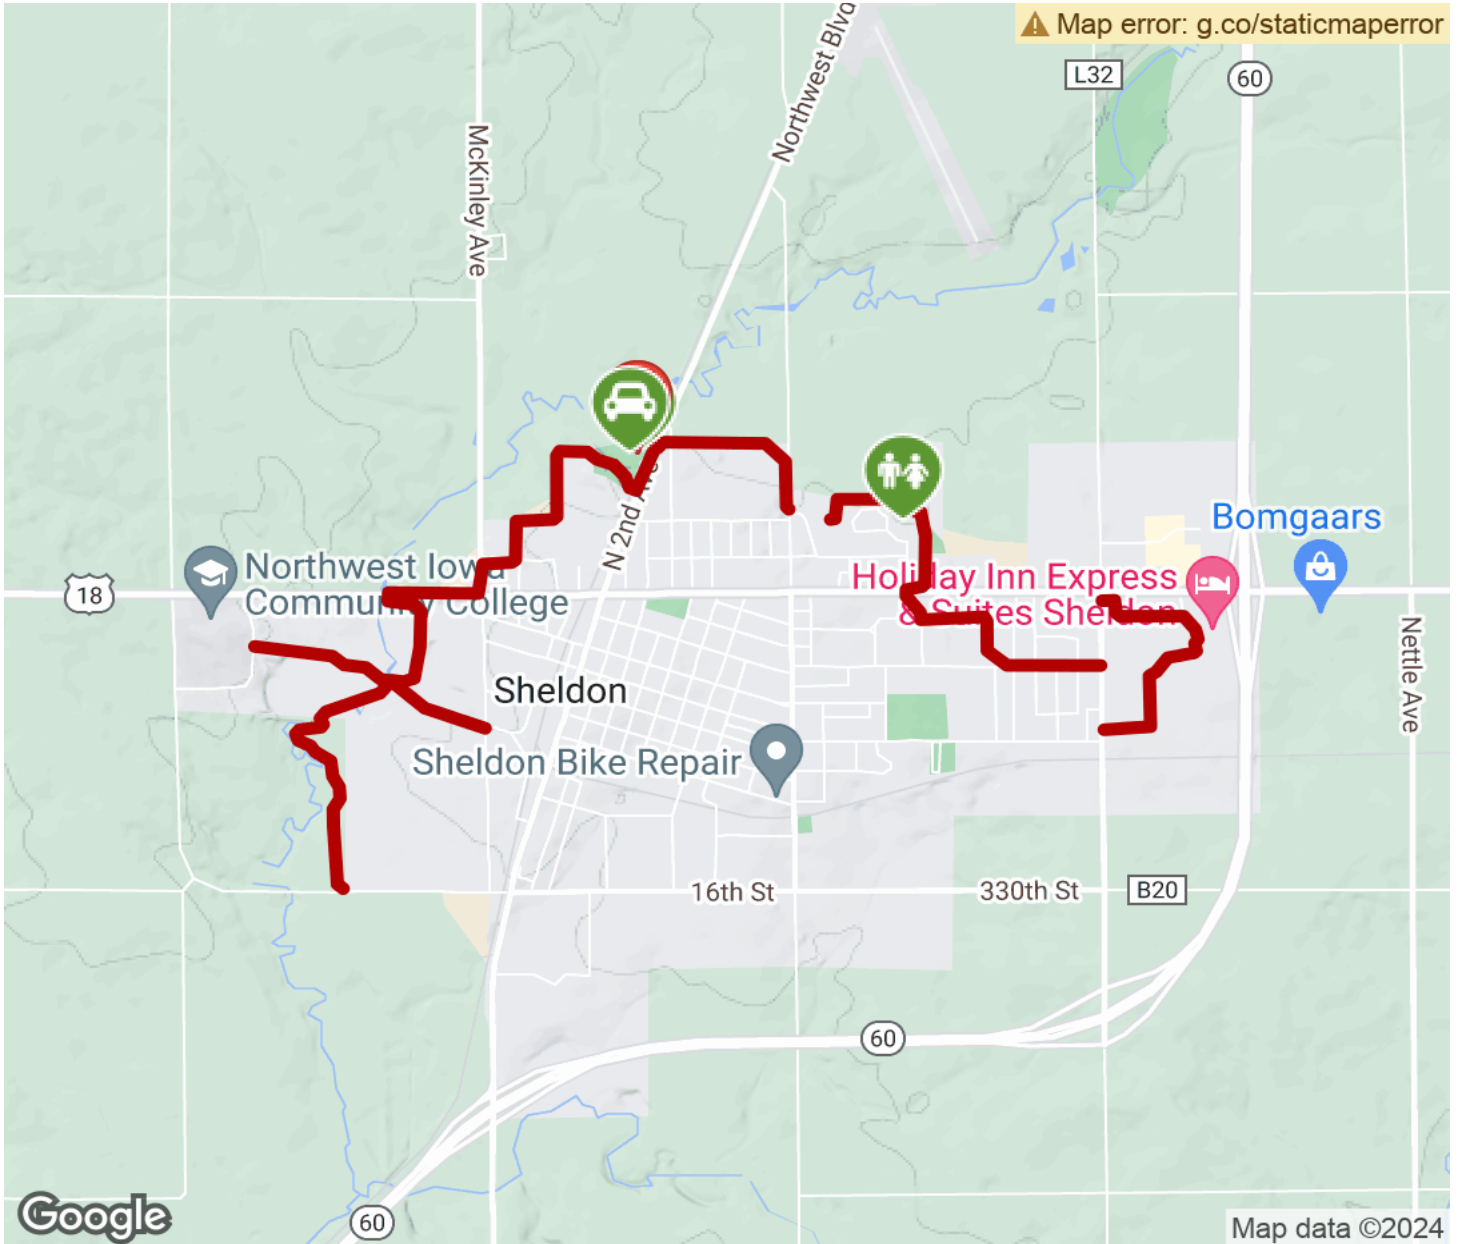 Map error: g.co/staticmaperror
L32
60
Northwest Blvd
McKinley Ave
N 2nd Ave
Bomgaars
Northwest Iowa
Community College
18
Holiday Inn Express
& Suites Sheldon
Nettle Ave
Sheldon
Sheldon Bike Repair
16th St
330th St
B20
60
60
Google
Map data ©2024